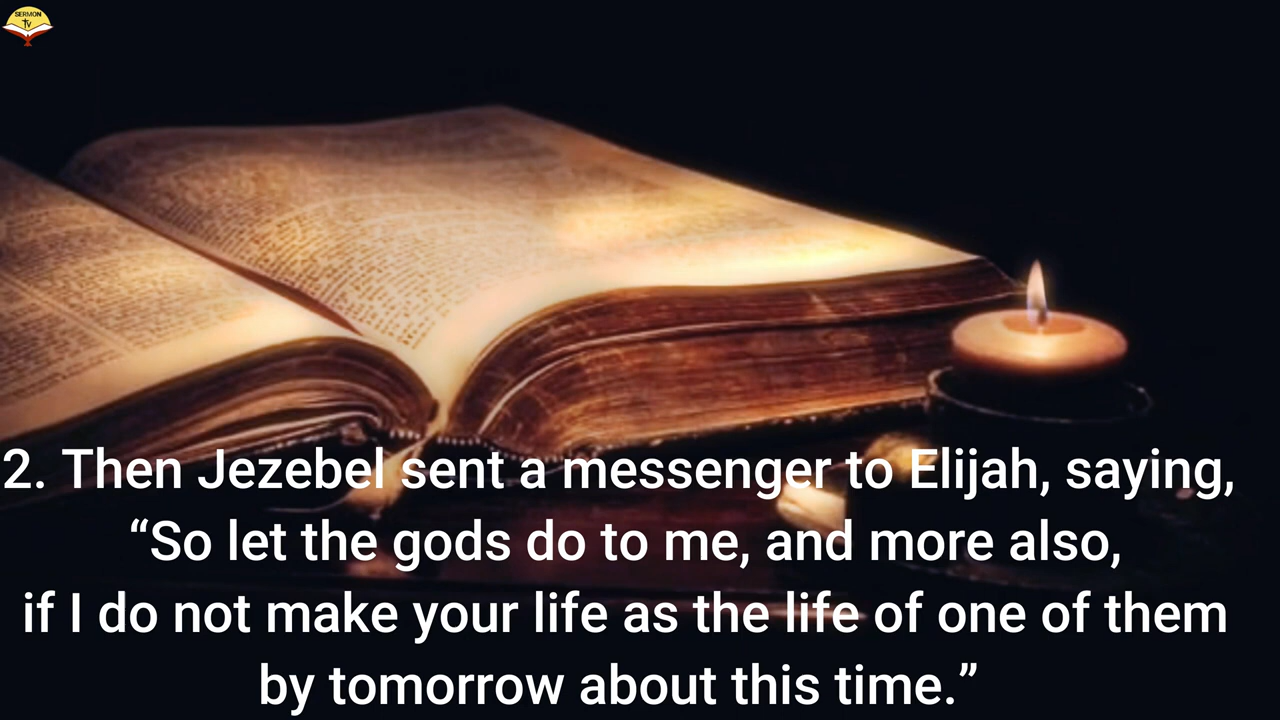 SERMON
TV
2. Then Jezebel sent a messenger to Elijah, saying,
“So let the gods do to me, and more also,
if I do not make your life as the life of one of them
by tomorrow about this time.”